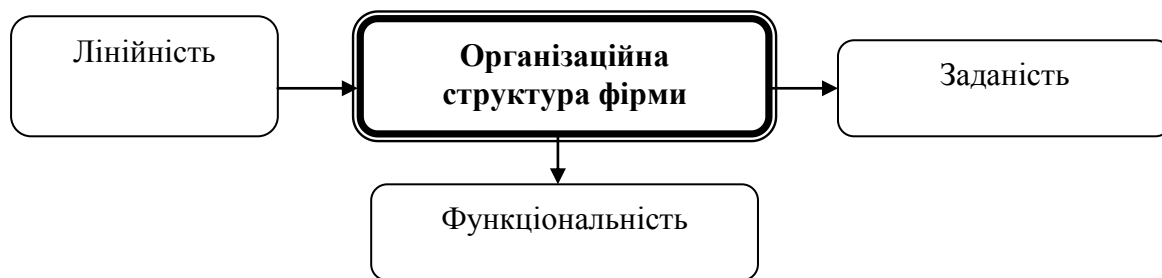 Лінійність
Організаційна
структура фірми
Заданість
Функціональність